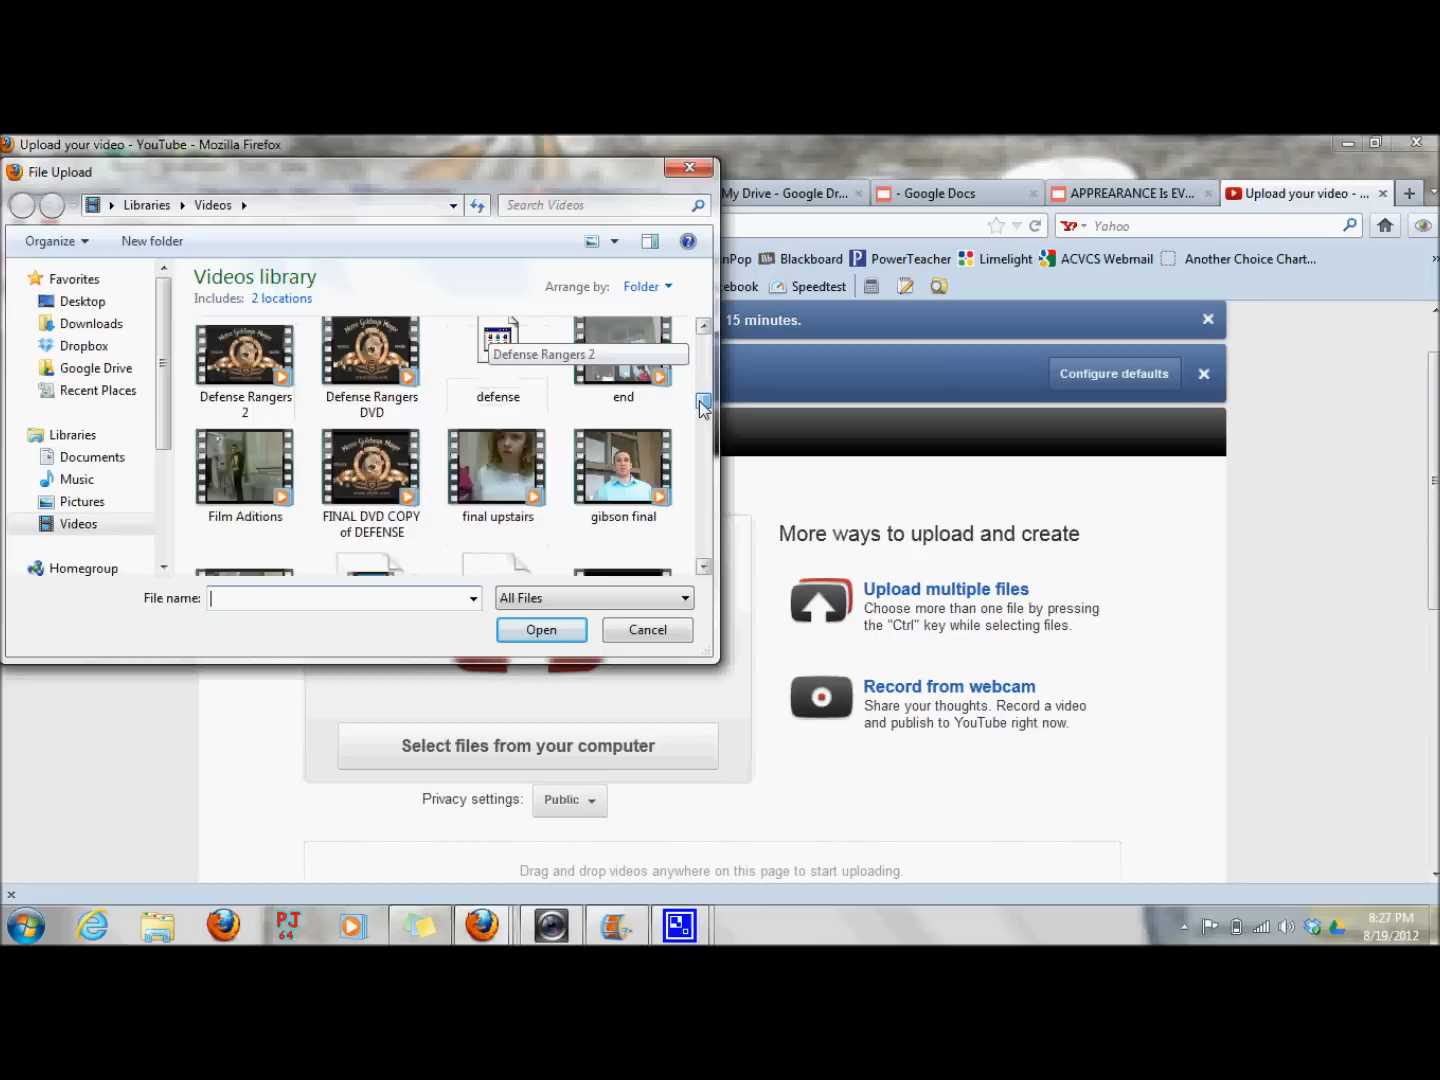 Upload your video - YouTube - Mozilla Firefox
File Upload
My Drive - Google Dr...
- Google Docs
APPREARANCE Is EV...
Upload your video - ...
Libraries
Videos
Search Videos
Yahoo
Organize
New folder
nPop
Blackboard
PowerTeacher
Limelight
ACVCS Webmail
Another Choice Chart...
ebook
Speedtest
Favorites
Desktop
Downloads
Dropbox
Google Drive
Recent Places
Libraries
Documents
Music
Pictures
Videos
Homegroup
Videos library
Includes: 2 locations
Arrange by: Folder
15 minutes.
Defense Rangers 2
Configure defaults
Defense Rangers
2
Defense Rangers
DVD
defense
end
Film Aditions
FINAL DVD COPY
of DEFENSE
final upstairs
gibson final
File name:
All Files
Open
Cancel
More ways to upload and create
Upload multiple files
Choose more than one file by pressing
the "Ctrl" key while selecting files.
Record from webcam
Share your thoughts. Record a video
and publish to YouTube right now.
Select files from your computer
Privacy settings:
Public
Drag and drop videos anywhere on this page to start uploading.
PJ
64
8:27 PM
8/19/2012